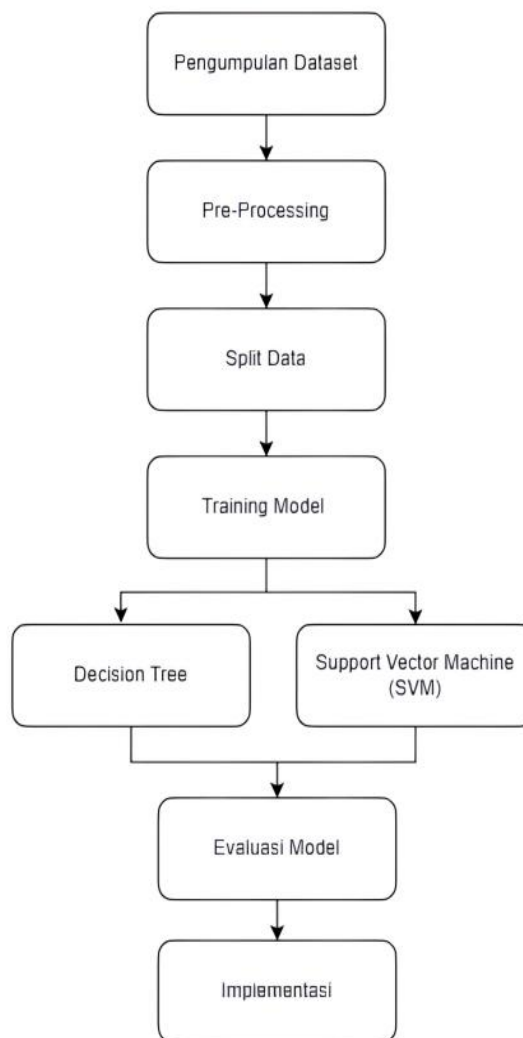 Pengumpulan Dataset
Pre-Processing
Split Data
Training Model
Decision Tree
Support Vector Machine
(SVM)
Evaluasi Model
Implementasi